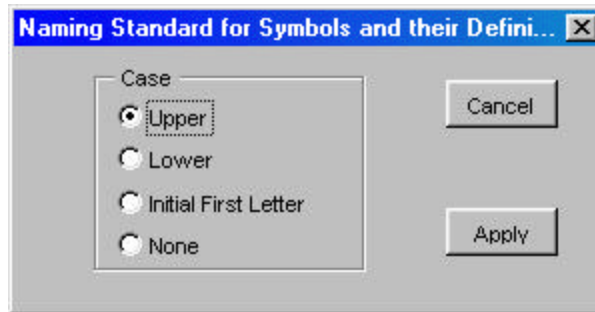 Naming Standard for Symbols and their Defini...
Case
Upper
Lower
Initial First Letter
None
Cancel
Apply